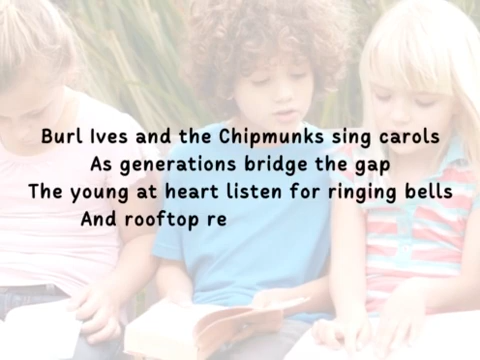 Burl Ives and the Chipmunks sing carols
As generations bridge the gap
The young at heart listen for ringing bells
And rooftop re